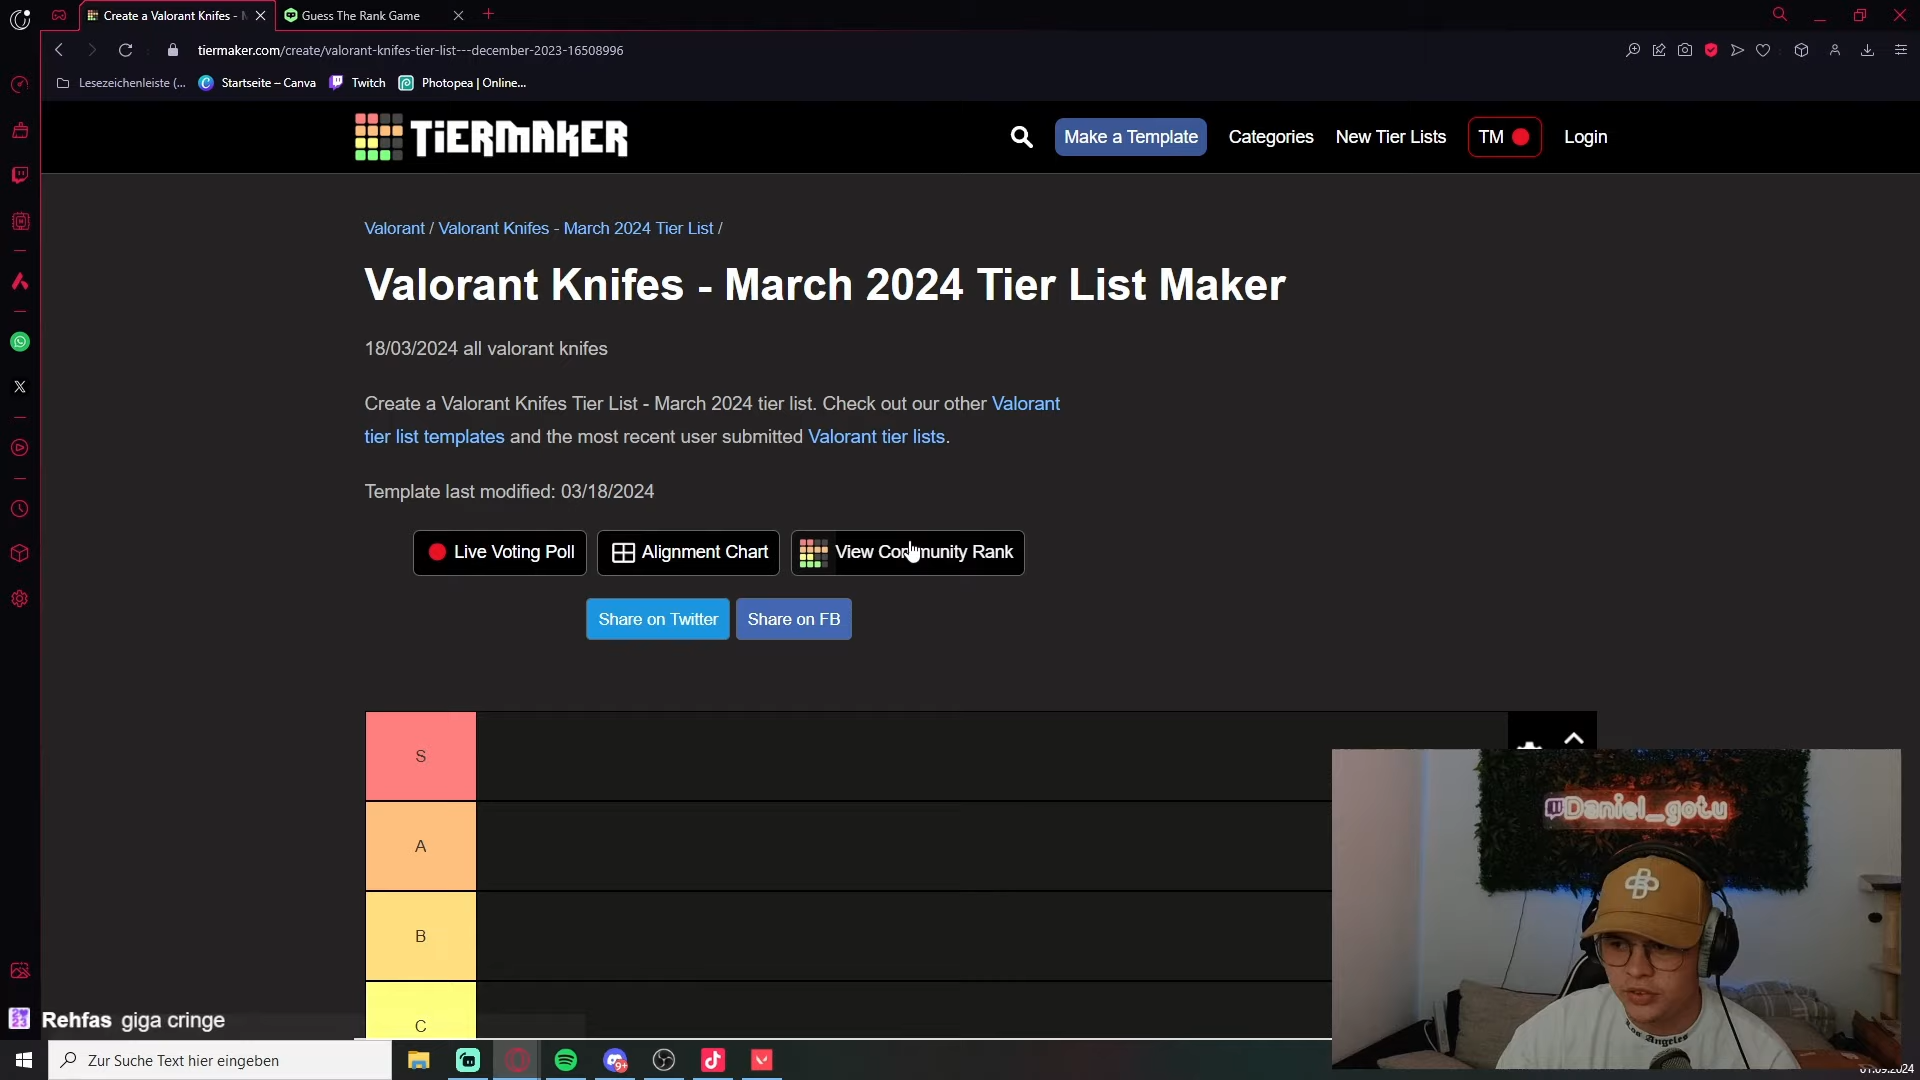 Create a Valorant Knifes -
Guess The Rank Game
tiermaker.com/create/valorant-knifes-tier-list---december-2023-16508996
Lesezeichenleiste (...
Startseite – Canva
Twitch
Photopea | Online...
TiERMAKER
Make a Template
Categories
New Tier Lists
TM
Login
Valorant / Valorant Knifes - March 2024 Tier List /
Valorant Knifes - March 2024 Tier List Maker
18/03/2024 all valorant knifes
Create a Valorant Knifes Tier List - March 2024 tier list. Check out our other Valorant
tier list templates and the most recent user submitted Valorant tier lists.
Template last modified: 03/18/2024
Live Voting Poll
Alignment Chart
View Community Rank
Share on Twitter
Share on FB
S
A
B
C
@Daniel_gotu
Los Angeles
Rehfas giga cringe
Zur Suche Text hier eingeben
01.09.2024